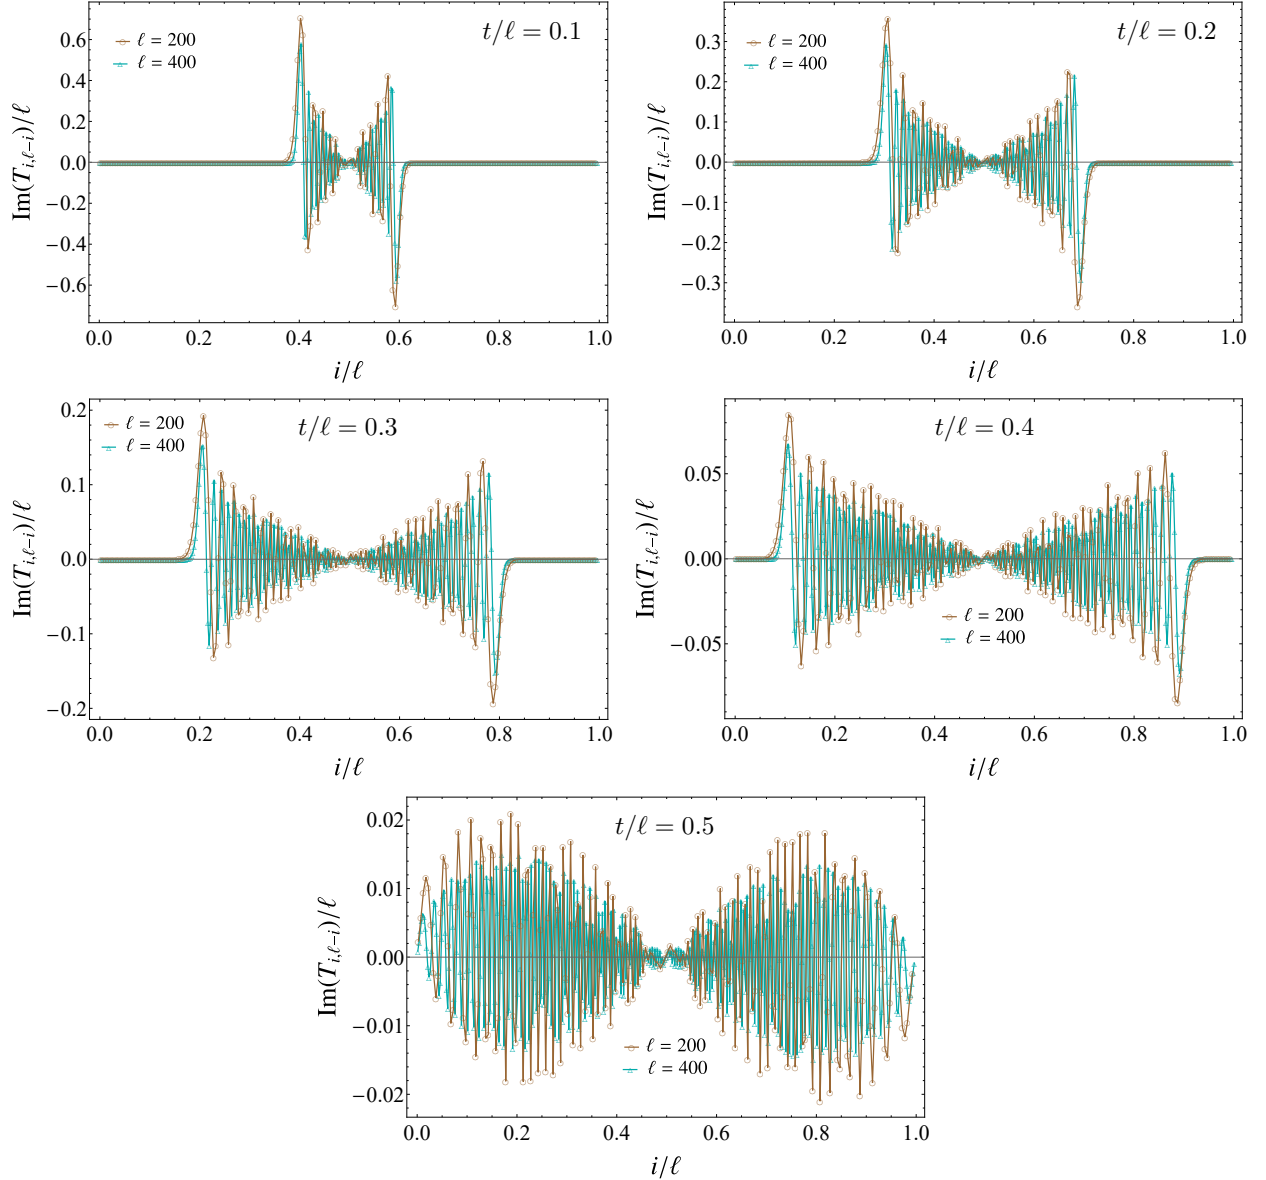 t/ℓ = 0.1
ℓ = 200
ℓ = 400
Im(T_{i,ℓ−i})/ℓ
0.6
0.4
0.2
0.0
−0.2
−0.4
−0.6
0.0 0.2 0.4 0.6 0.8 1.0
i/ℓ
t/ℓ = 0.2
ℓ = 200
ℓ = 400
Im(T_{i,ℓ−i})/ℓ
0.3
0.2
0.1
0.0
−0.1
−0.2
−0.3
0.0 0.2 0.4 0.6 0.8 1.0
i/ℓ
t/ℓ = 0.3
ℓ = 200
ℓ = 400
Im(T_{i,ℓ−i})/ℓ
0.2
0.1
0.0
−0.1
−0.2
0.0 0.2 0.4 0.6 0.8 1.0
i/ℓ
t/ℓ = 0.4
Im(T_{i,ℓ−i})/ℓ
0.05
0.00
−0.05
ℓ = 200
ℓ = 400
0.0 0.2 0.4 0.6 0.8 1.0
i/ℓ
t/ℓ = 0.5
Im(T_{i,ℓ−i})/ℓ
0.02
0.01
0.00
−0.01
−0.02
ℓ = 200
ℓ = 400
0.0 0.2 0.4 0.6 0.8 1.0
i/ℓ